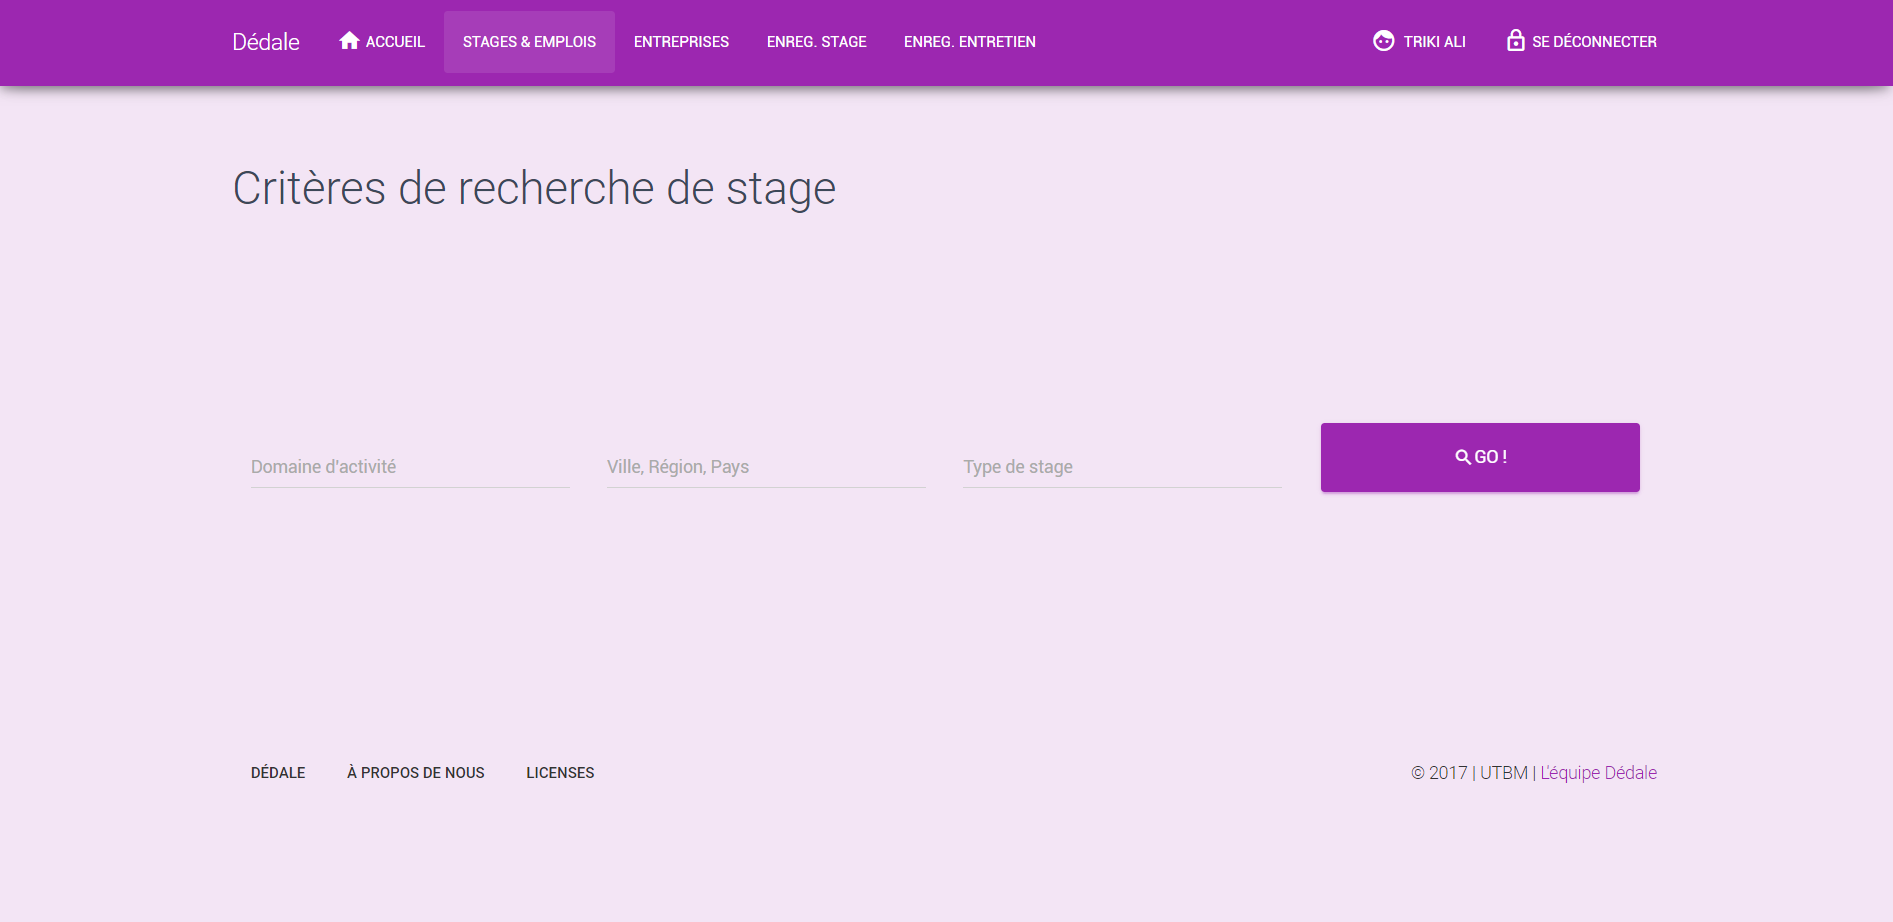 Dédale ACCUEIL STAGES & EMPLOIS ENTREPRISES ENREG. STAGE ENREG. ENTRETIEN TRIKI ALI SE DÉCONNECTER
Critères de recherche de stage
Domaine d'activité Ville, Région, Pays Type de stage GO !
DÉDALE À PROPOS DE NOUS LICENSES © 2017 | UTBM | L'équipe Dédale